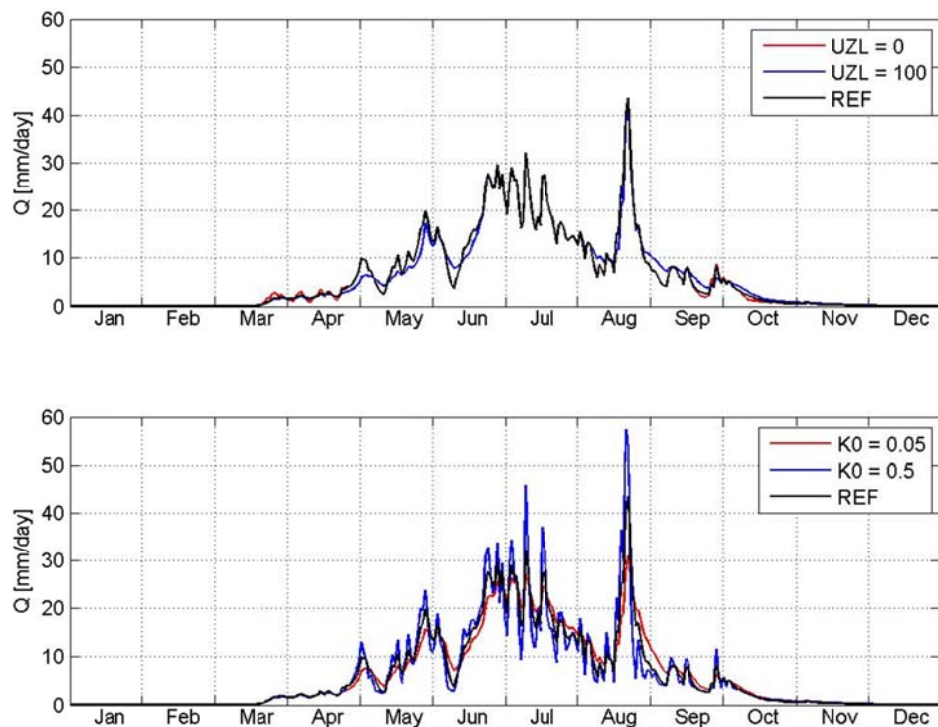 60
50
40
30
20
10
0
Q [mm/day]
UZL = 0
UZL = 100
REF
Jan Feb Mar Apr May Jun Jul Aug Sep Oct Nov Dec
60
50
40
30
20
10
0
Q [mm/day]
K0 = 0.05
K0 = 0.5
REF
Jan Feb Mar Apr May Jun Jul Aug Sep Oct Nov Dec